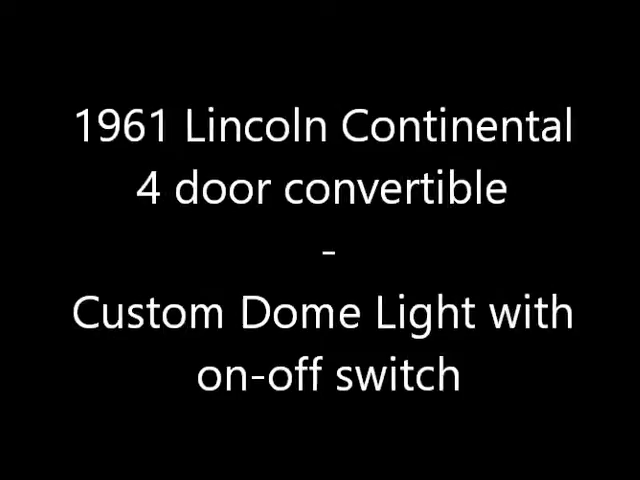 1961 Lincoln Continental
4 door convertible
-
Custom Dome Light with
on-off switch